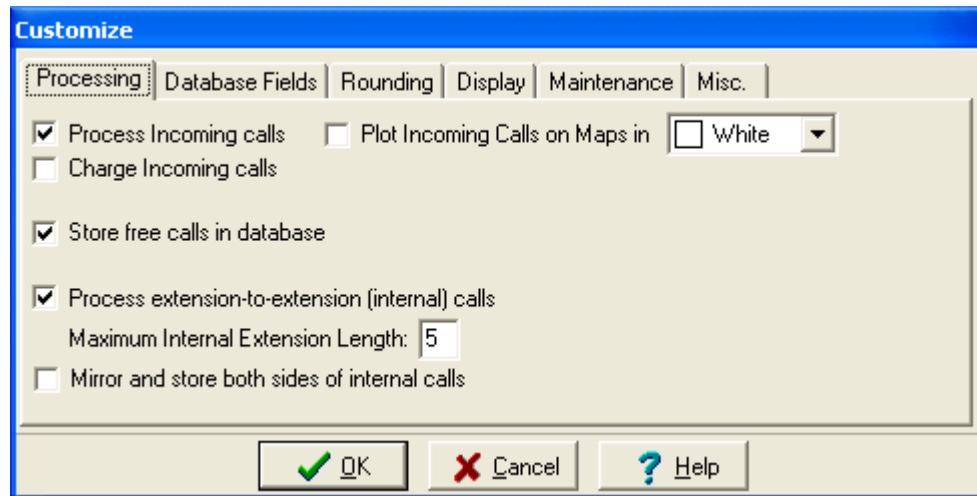 Customize
Processing Database Fields Rounding Display Maintenance Misc.
Process Incoming calls Plot Incoming Calls on Maps in White
Charge Incoming calls
Store free calls in database
Process extension-to-extension (internal) calls
Maximum Internal Extension Length: 5
Mirror and store both sides of internal calls
OK Cancel ? Help